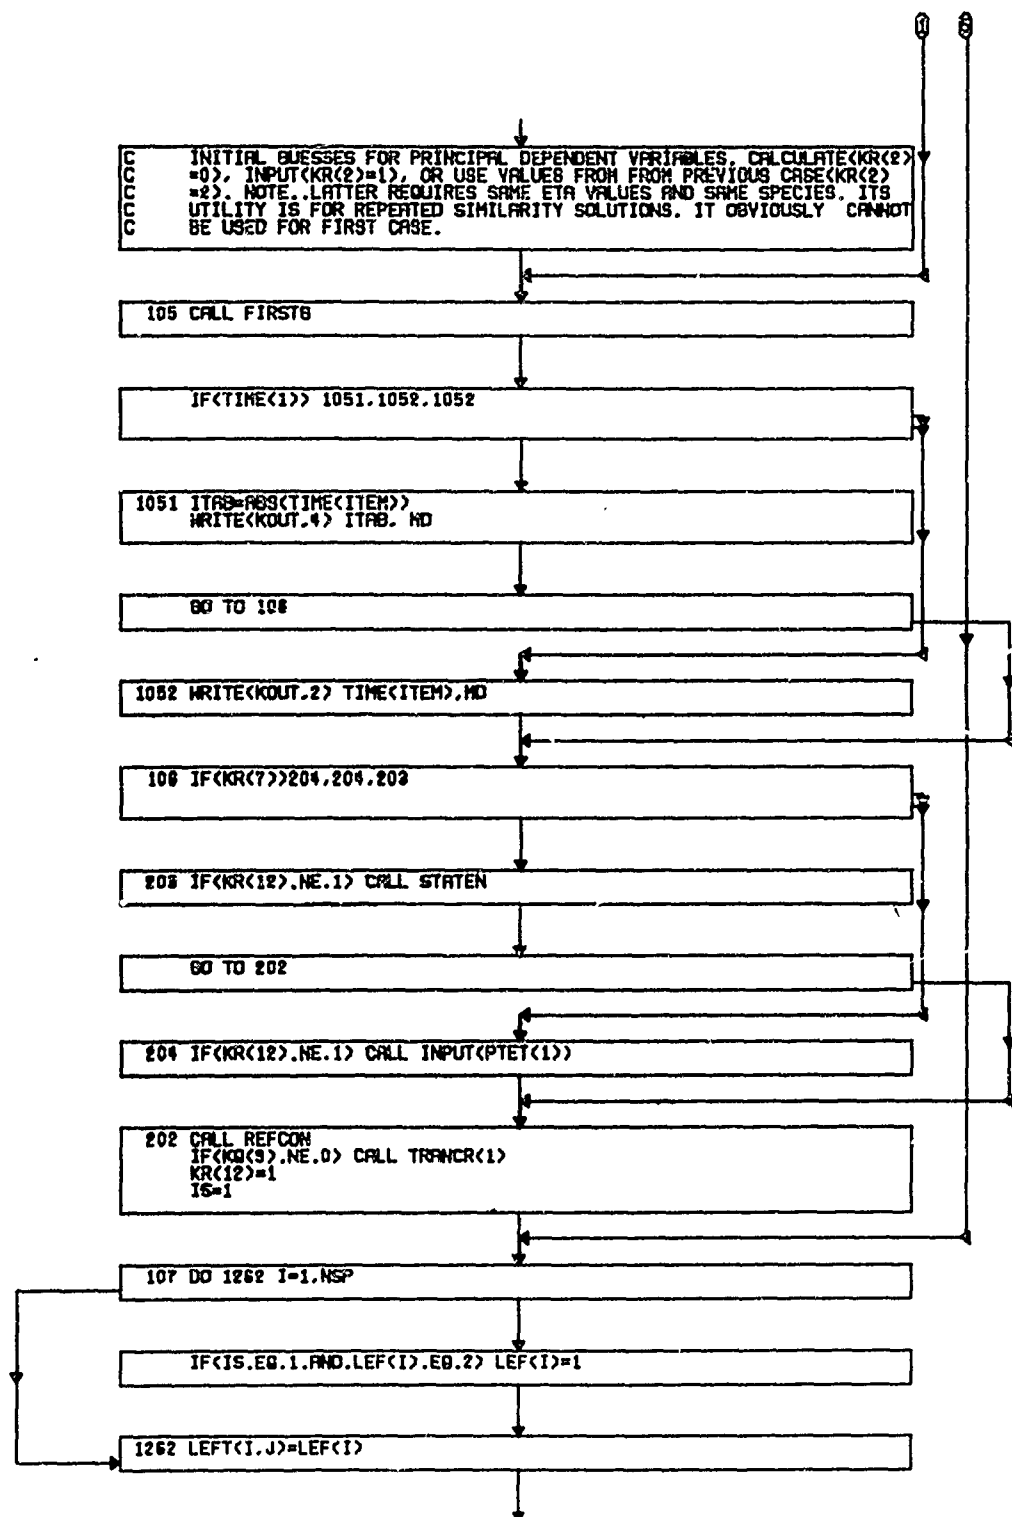 1 2
C INITIAL GUESSES FOR PRINCIPAL DEPENDENT VARIABLES. CALCULATE(KR(2)
C =0), INPUT(KR(2)=1), OR USE VALUES FROM FROM PREVIOUS CASE(KR(2)
C =2). NOTE..LATTER REQUIRES SAME ETA VALUES AND SAME SPECIES. ITS
C UTILITY IS FOR REPEATED SIMILARITY SOLUTIONS. IT OBVIOUSLY CANNOT
C BE USED FOR FIRST CASE.
105 CALL FIRSTG
IF(TIME(1)) 1051,1052,1052
1051 ITAB=ABS(TIME(ITEM))
WRITE(KOUT,4) ITAB, MD
GO TO 106
1052 WRITE(KOUT,2) TIME(ITEM),MD
106 IF(KR(7))204,204,203
203 IF(KR(12).NE.1) CALL STATEN
GO TO 202
204 IF(KR(12).NE.1) CALL INPUT(PTET(1))
202 CALL REFCON
IF(KQ(9).NE.0) CALL TRANCR(1)
KR(12)=1
IS=1
107 DO 1262 I=1,NSP
IF(IS.EQ.1.AND.LEF(I).EQ.2) LEF(I)=1
1262 LEFT(I,J)=LEF(I)